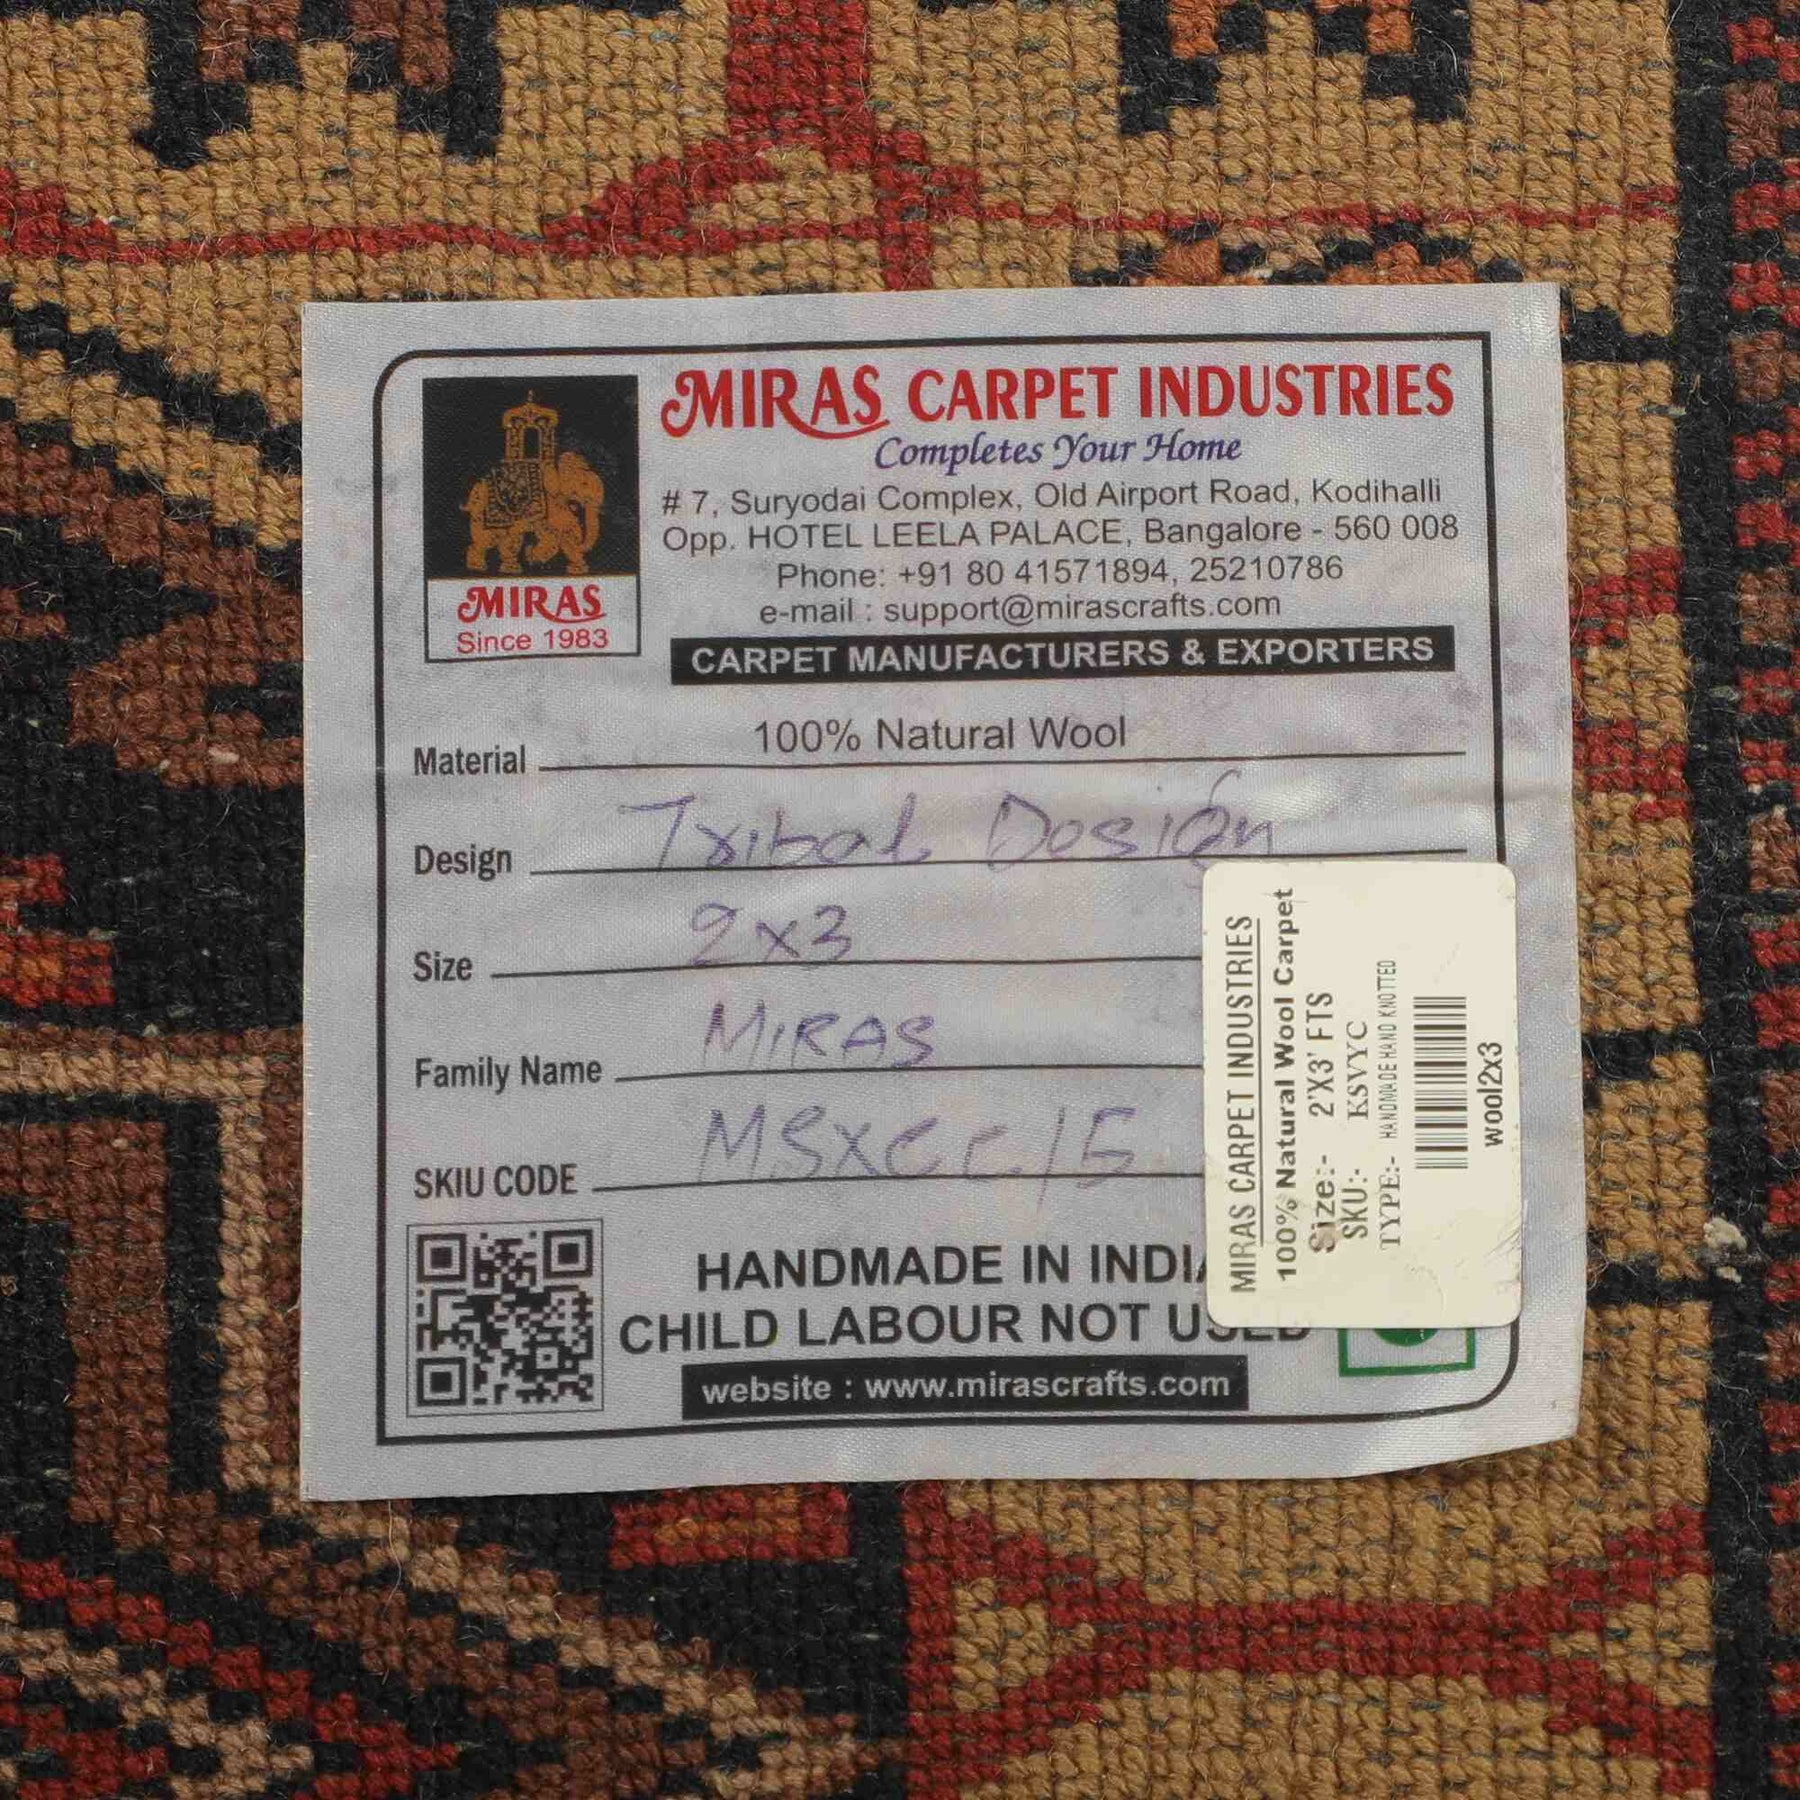 MIRAS CARPET INDUSTRIES
Completes Your Home
# 7, Suryodai Complex, Old Airport Road, Kodihalli
Opp. HOTEL LEELA PALACE, Bangalore - 560 008
Phone: +91 80 41571894, 25210786
e-mail : support@mirascrafts.com
CARPET MANUFACTURERS & EXPORTERS
MIRAS
Since 1983
Material 100% Natural Wool
Design Tribal Design
Size 2x3
Family Name MIRAS
SKIU CODE
HANDMADE IN INDIA
CHILD LABOUR NOT USED
website : www.mirascrafts.com
MIRAS CARPET INDUSTRIES
100% Natural Wool Carpet
Size:- 2'X3' FTS
SKU:- KSVYC
TYPE:- HANDMADE HAND KNOTTED
wool2x3